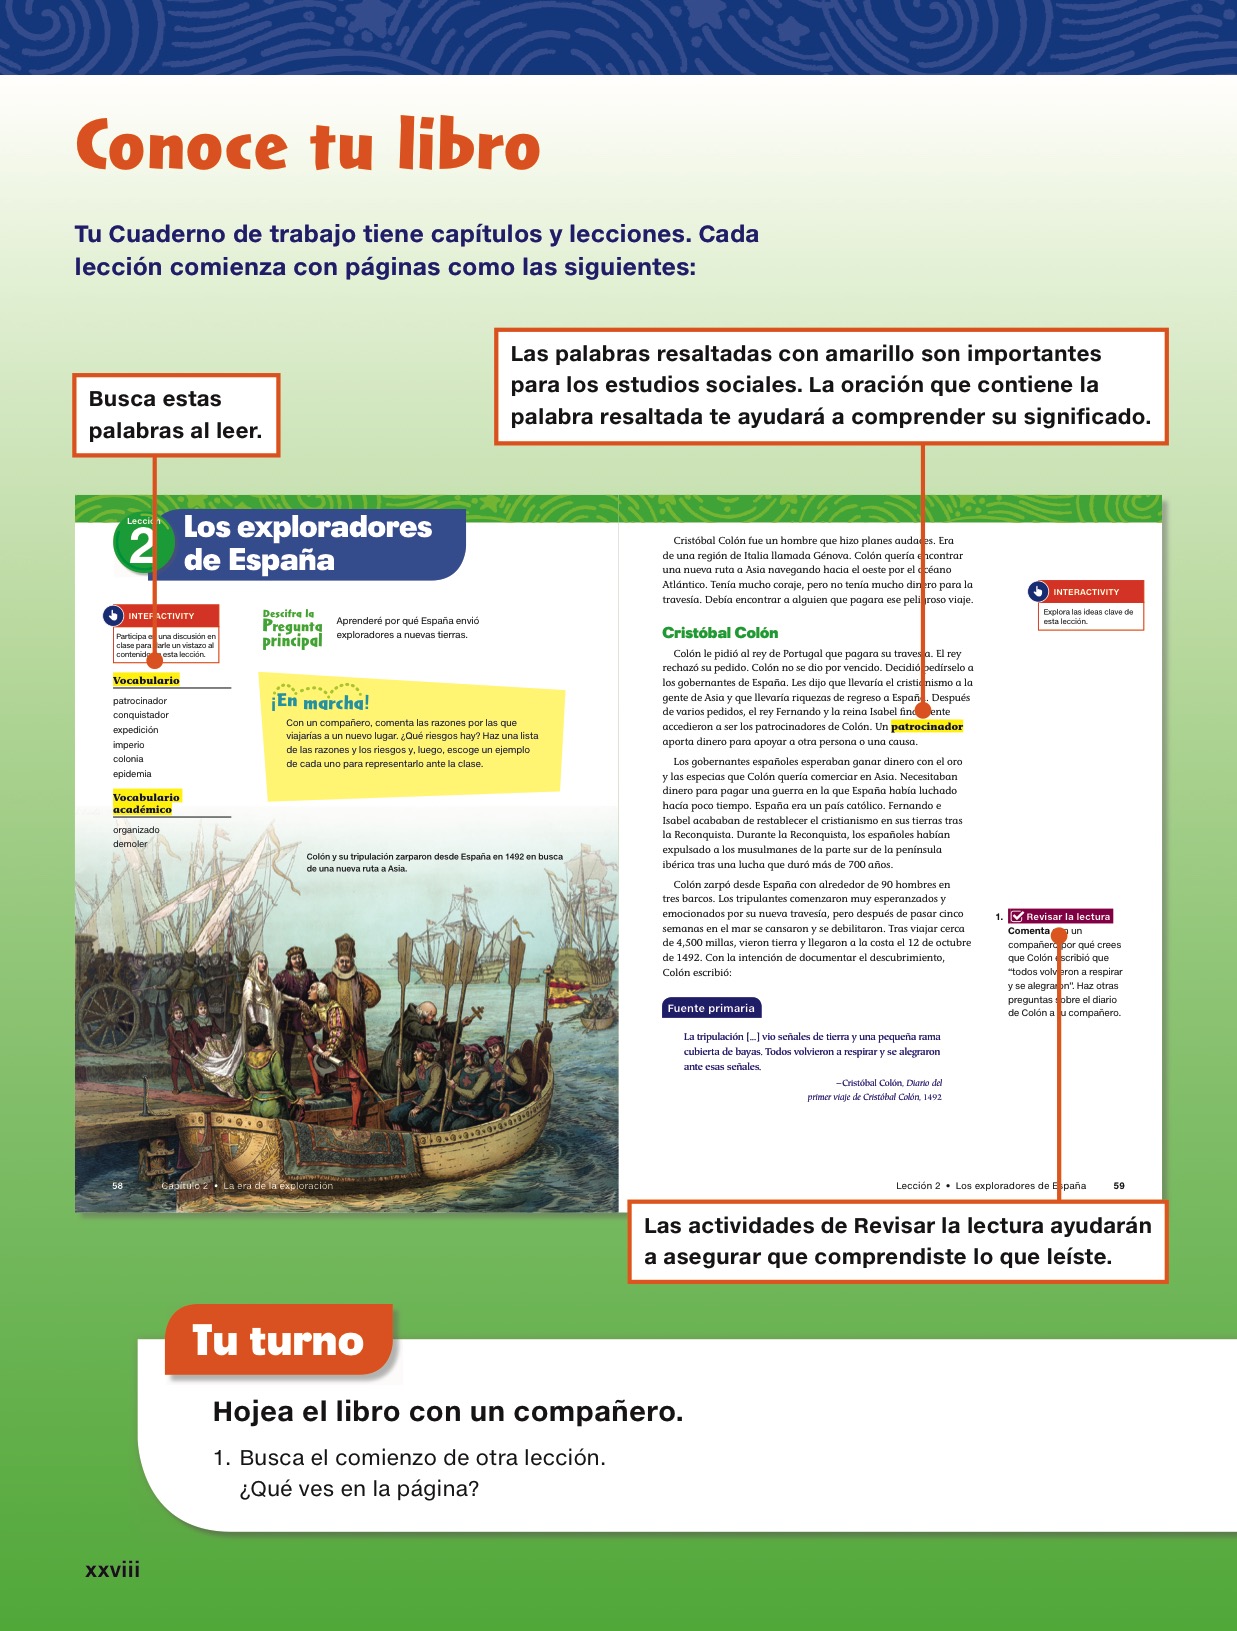 Conoce tu libro
Tu Cuaderno de trabajo tiene capítulos y lecciones. Cada
lección comienza con páginas como las siguientes:
Busca estas
palabras al leer.
Las palabras resaltadas con amarillo son importantes
para los estudios sociales. La oración que contiene la
palabra resaltada te ayudará a comprender su significado.
Lección
2
Los exploradores
de España
INTERACTIVITY
Participa en una discusión en
clase para darle un vistazo al
contenido de esta lección.
Vocabulario
patrocinador
conquistador
expedición
imperio
colonia
epidemia
Vocabulario
académico
organizado
demoler
Descifra la
Pregunta
principal
Aprenderé por qué España envió
exploradores a nuevas tierras.
¡En marcha!
Con un compañero, comenta las razones por las que
viajarías a un nuevo lugar. ¿Qué riesgos hay? Haz una lista
de las razones y los riesgos y, luego, escoge un ejemplo
de cada uno para representarlo ante la clase.
Colón y su tripulación zarparon desde España en 1492 en busca
de una nueva ruta a Asia.
58 Capítulo 2 • La era de la exploración
Cristóbal Colón fue un hombre que hizo planes audaces. Era
de una región de Italia llamada Génova. Colón quería encontrar
una nueva ruta a Asia navegando hacia el oeste por el océano
Atlántico. Tenía mucho coraje, pero no tenía mucho dinero para la
travesía. Debía encontrar a alguien que pagara ese peligroso viaje.
Cristóbal Colón
Colón le pidió al rey de Portugal que pagara su travesía. El rey
rechazó su pedido. Colón no se dio por vencido. Decidió pedírselo a
los gobernantes de España. Les dijo que llevaría el cristianismo a la
gente de Asia y que llevaría riquezas de regreso a España. Después
de varios pedidos, el rey Fernando y la reina Isabel finalmente
accedieron a ser los patrocinadores de Colón. Un patrocinador
aporta dinero para apoyar a otra persona o una causa.
Los gobernantes españoles esperaban ganar dinero con el oro
y las especias que Colón quería comerciar en Asia. Necesitaban
dinero para pagar una guerra en la que España había luchado
hacía poco tiempo. España era un país católico. Fernando e
Isabel acababan de restablecer el cristianismo en sus tierras tras
la Reconquista. Durante la Reconquista, los españoles habían
expulsado a los musulmanes de la parte sur de la península
ibérica tras una lucha que duró más de 700 años.
Colón zarpó desde España con alrededor de 90 hombres en
tres barcos. Los tripulantes comenzaron muy esperanzados y
emocionados por su nueva travesía, pero después de pasar cinco
semanas en el mar se cansaron y se debilitaron. Tras viajar cerca
de 4,500 millas, vieron tierra y llegaron a la costa el 12 de octubre
de 1492. Con la intención de documentar el descubrimiento,
Colón escribió:
Fuente primaria
La tripulación [...] vio señales de tierra y una pequeña rama
cubierta de bayas. Todos volvieron a respirar y se alegraron
ante esas señales.
—Cristóbal Colón, Diario del
primer viaje de Cristóbal Colón, 1492
INTERACTIVITY
Explora las ideas clave de
esta lección.
1. Revisar la lectura
Comenta con un
compañero por qué crees
que Colón escribió que
"todos volvieron a respirar
y se alegraron". Haz otras
preguntas sobre el diario
de Colón a tu compañero.
Lección 2 • Los exploradores de España 59
Las actividades de Revisar la lectura ayudarán
a asegurar que comprendiste lo que leíste.
Tu turno
Hojea el libro con un compañero.
1. Busca el comienzo de otra lección.
¿Qué ves en la página?
xxviii